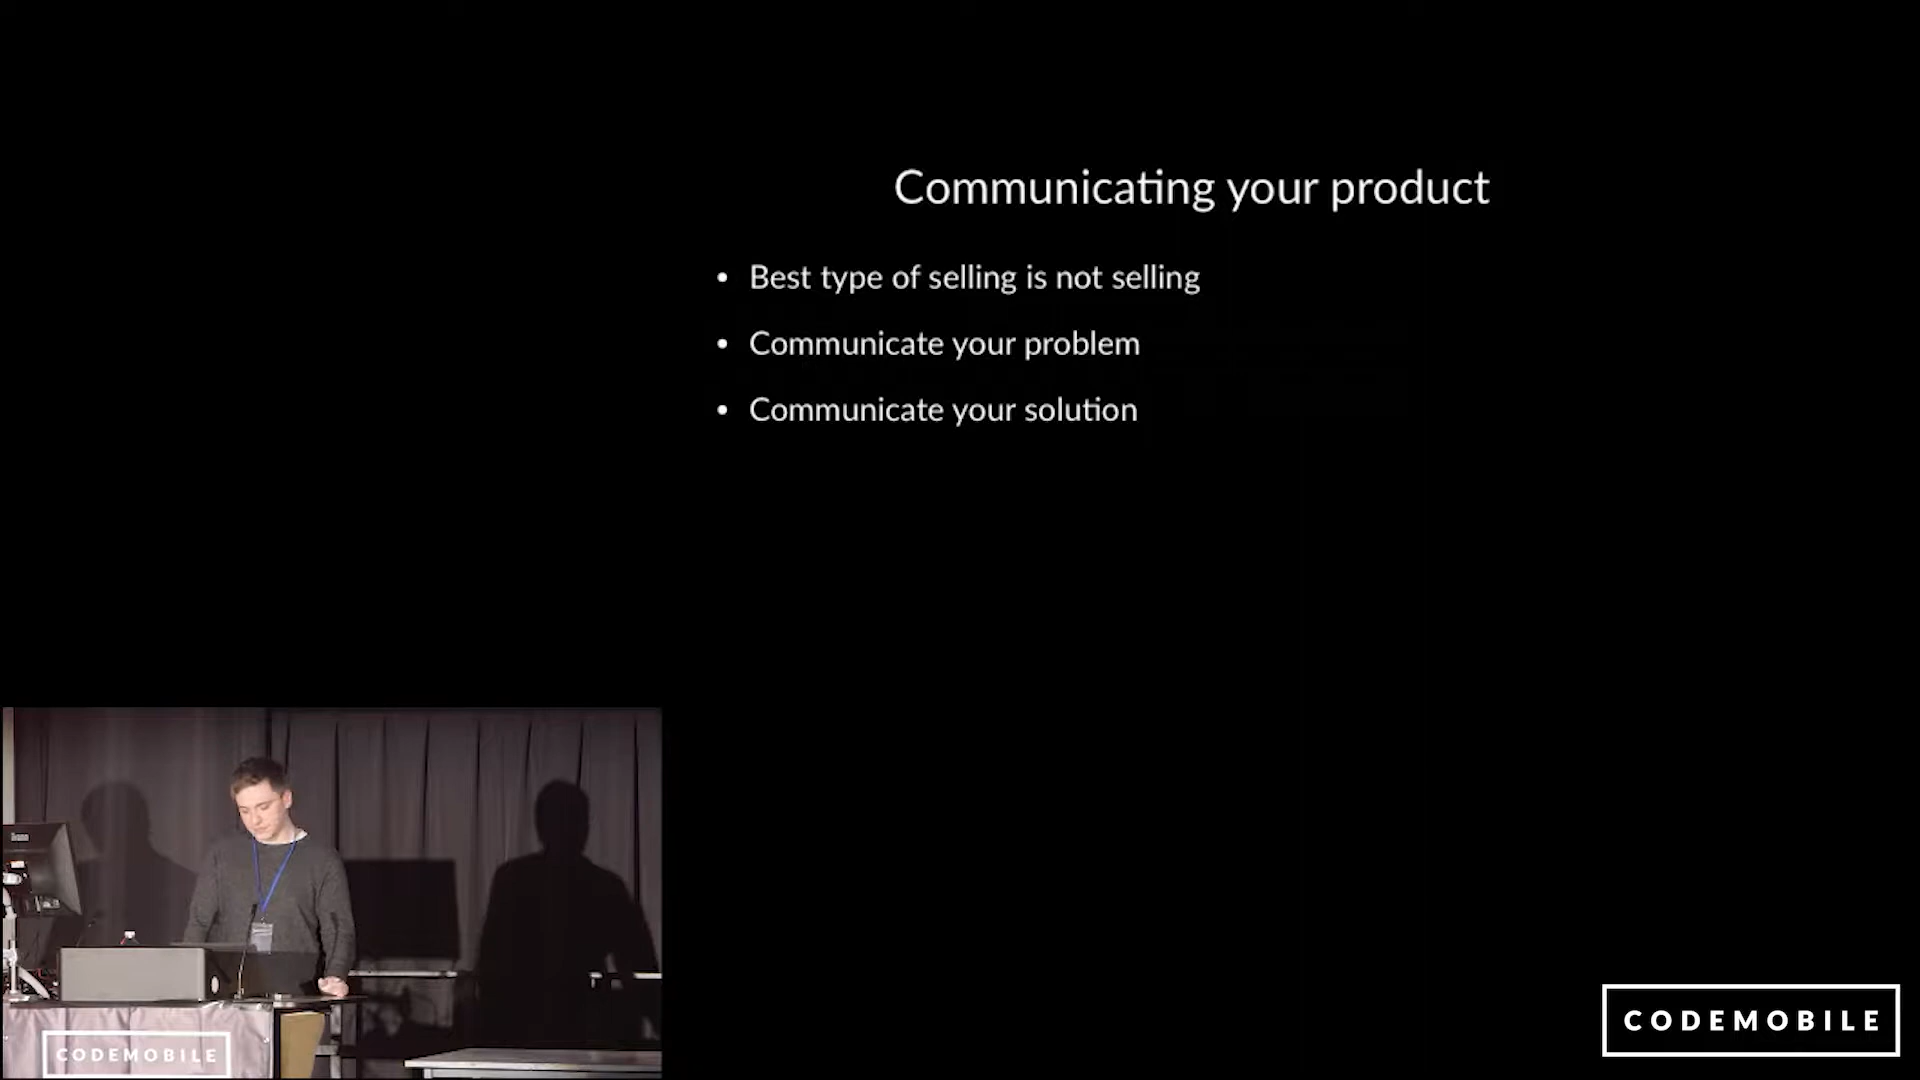 Communicating your product
• Best type of selling is not selling
• Communicate your problem
• Communicate your solution
CODEMOBILE
CODEMOBILE